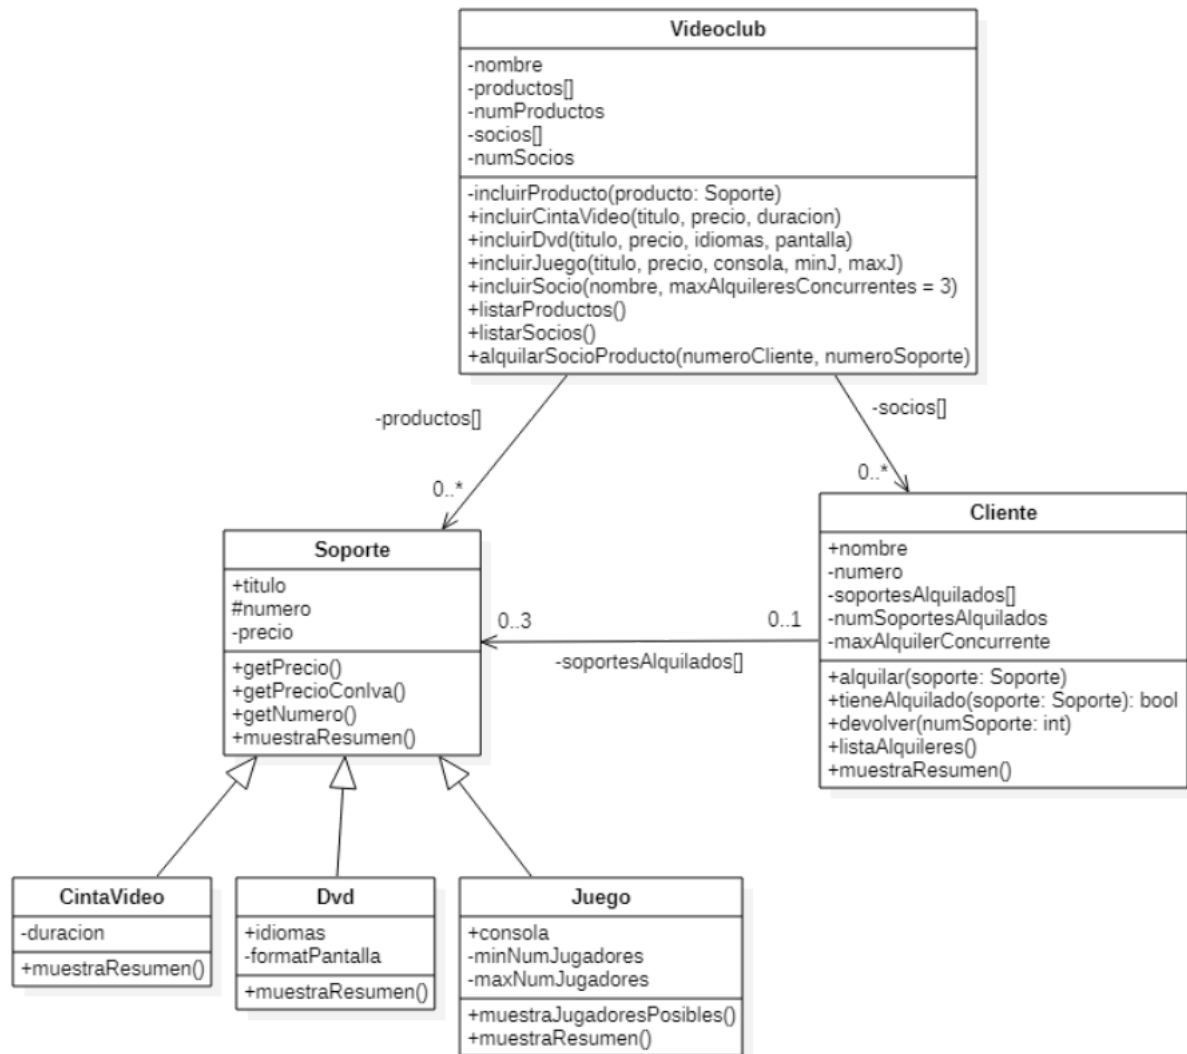 Videoclub
-nombre
-productos[]
-numProductos
-socios[]
-numSocios
-incluirProducto(producto: Soporte)
+incluirCintaVideo(titulo, precio, duracion)
+incluirDvd(titulo, precio, idiomas, pantalla)
+incluirJuego(titulo, precio, consola, minJ, maxJ)
+incluirSocio(nombre, maxAlquileresConcurrentes = 3)
+listarProductos()
+listarSocios()
+alquilarSocioProducto(numeroCliente, numeroSoporte)
-productos[]
-socios[]
0..*
0..*
Soporte
+titulo
#numero
-precio
+getPrecio()
+getPrecioConIva()
+getNumero()
+muestraResumen()
0..3
0..1
-soportesAlquilados[]
Cliente
+nombre
-numero
-soportesAlquilados[]
-numSoportesAlquilados
-maxAlquilerConcurrente
+alquilar(soporte: Soporte)
+tieneAlquilado(soporte: Soporte): bool
+devolver(numSoporte: int)
+listaAlquileres()
+muestraResumen()
CintaVideo
-duracion
+muestraResumen()
Dvd
+idiomas
-formatPantalla
+muestraResumen()
Juego
+consola
-minNumJugadores
-maxNumJugadores
+muestraJugadoresPosibles()
+muestraResumen()